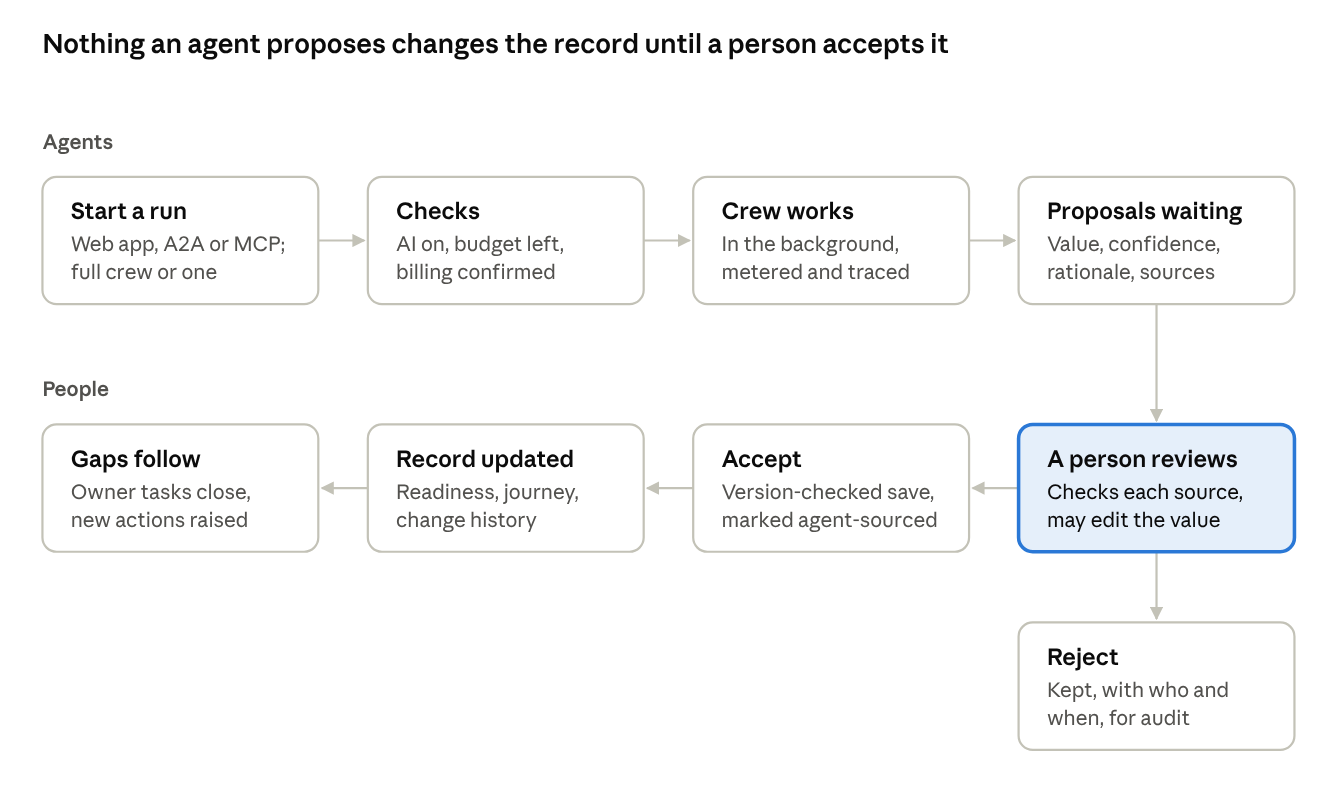 Nothing an agent proposes changes the record until a person accepts it
Agents
Start a run
Web app, A2A or MCP;
full crew or one
Checks
AI on, budget left,
billing confirmed
Crew works
In the background,
metered and traced
Proposals waiting
Value, confidence,
rationale, sources
People
Gaps follow
Owner tasks close,
new actions raised
Record updated
Readiness, journey,
change history
Accept
Version-checked save,
marked agent-sourced
A person reviews
Checks each source,
may edit the value
Reject
Kept, with who and
when, for audit